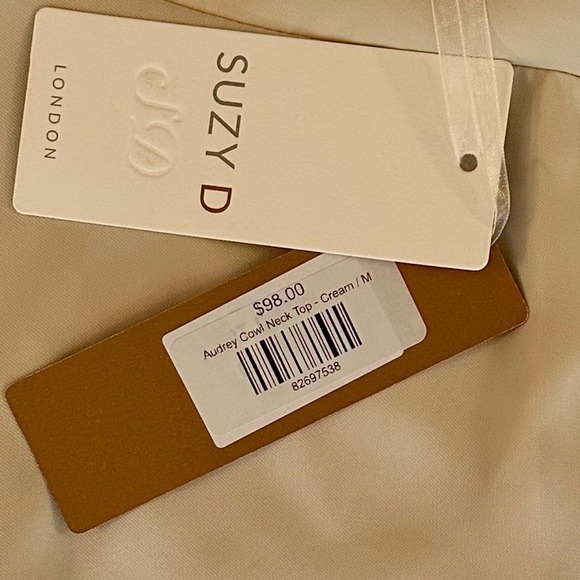 SUZY D
LONDON
$98.00
Audrey Cowl Neck Top - Cream / M
82697538